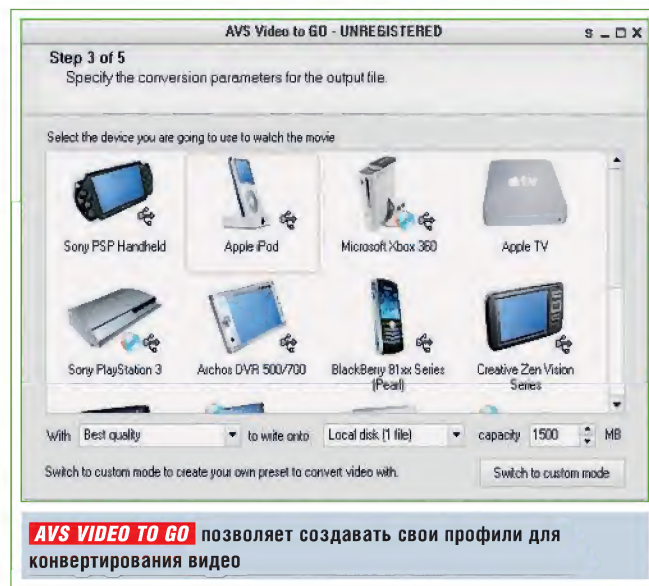 AVS Video to GO - UNREGISTERED
Step 3 of 5
Specify the conversion parameters for the output file.
Select the device you are going to use to watch the movie
Sony PSP Handheld
Apple iPod
Microsoft Xbox 360
tv
Apple TV
Sony PlayStation 3
Archos DVR 500/700
BlackBerry 81xx Series
(Pearl)
Creative Zen Vision
Series
With Best quality to write onto Local disk (1 file) capacity 1500 MB
Switch to custom mode to create your own preset to convert video with.
Switch to custom mode
AVS VIDEO TO GO позволяет создавать свои профили для
конвертирования видео